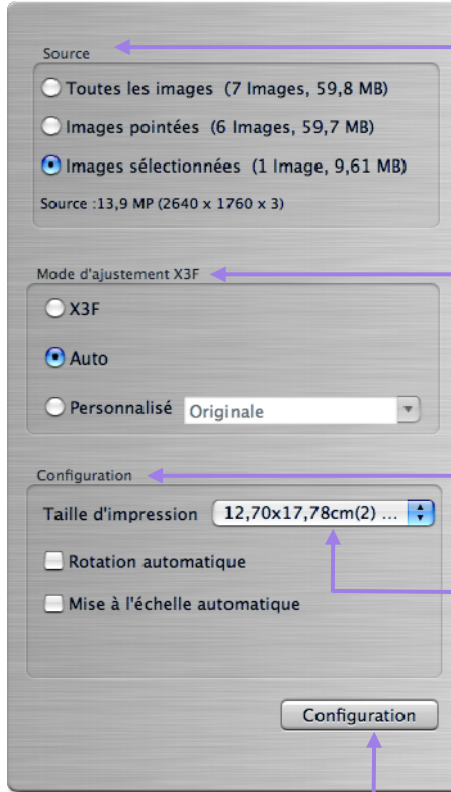 Source
Toutes les images (7 Images, 59,8 MB)
Images pointées (6 Images, 59,7 MB)
Images sélectionnées (1 Image, 9,61 MB)
Source :13,9 MP (2640 x 1760 x 3)
Mode d'ajustement X3F
X3F
Auto
Personnalisé Originale
Configuration
Taille d'impression 12,70x17,78cm(2) ...
Rotation automatique
Mise à l'échelle automatique
Configuration